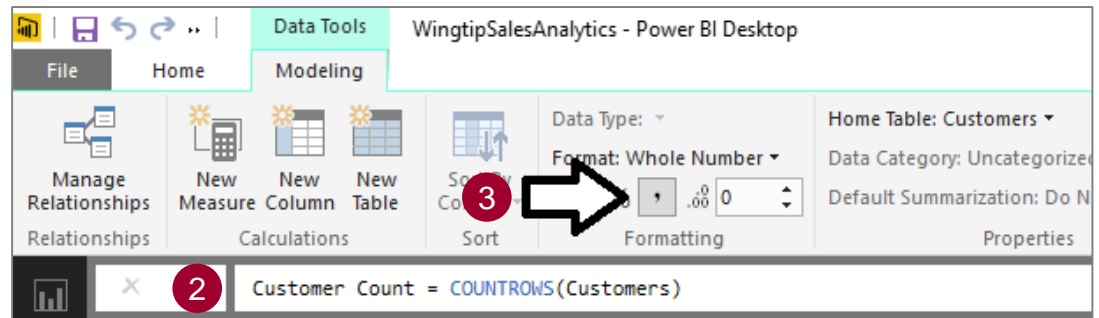 Data Tools
WingtipSalesAnalytics - Power BI Desktop
File
Home
Modeling
Manage
Relationships
Relationships
New
Measure
New
Column
New
Table
Calculations
Sort
3
Data Type:
Format: Whole Number
,
.00
0
Formatting
Home Table: Customers
Data Category: Uncategorized
Default Summarization: Do N
Properties
2
Customer Count = COUNTROWS(Customers)